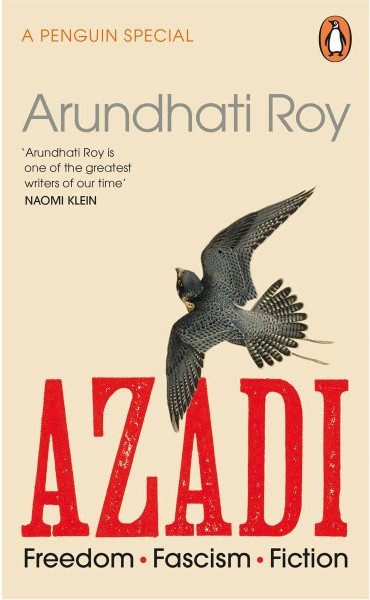 A PENGUIN SPECIAL
Arundhati Roy
‘Arundhati Roy is
one of the greatest
writers of our time’
NAOMI KLEIN
AZADI
Freedom • Fascism • Fiction